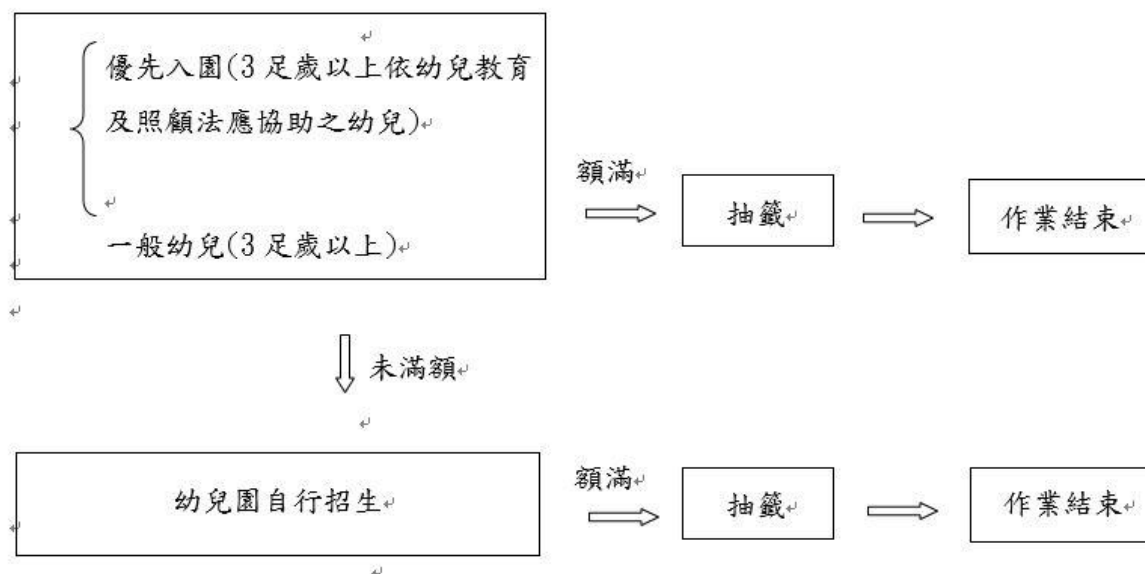 優先入園(3 足歲以上依幼兒教育
及照顧法應協助之幼兒)
一般幼兒(3 足歲以上)
額滿
抽籤
作業結束
未滿額
幼兒園自行招生
額滿
抽籤
作業結束